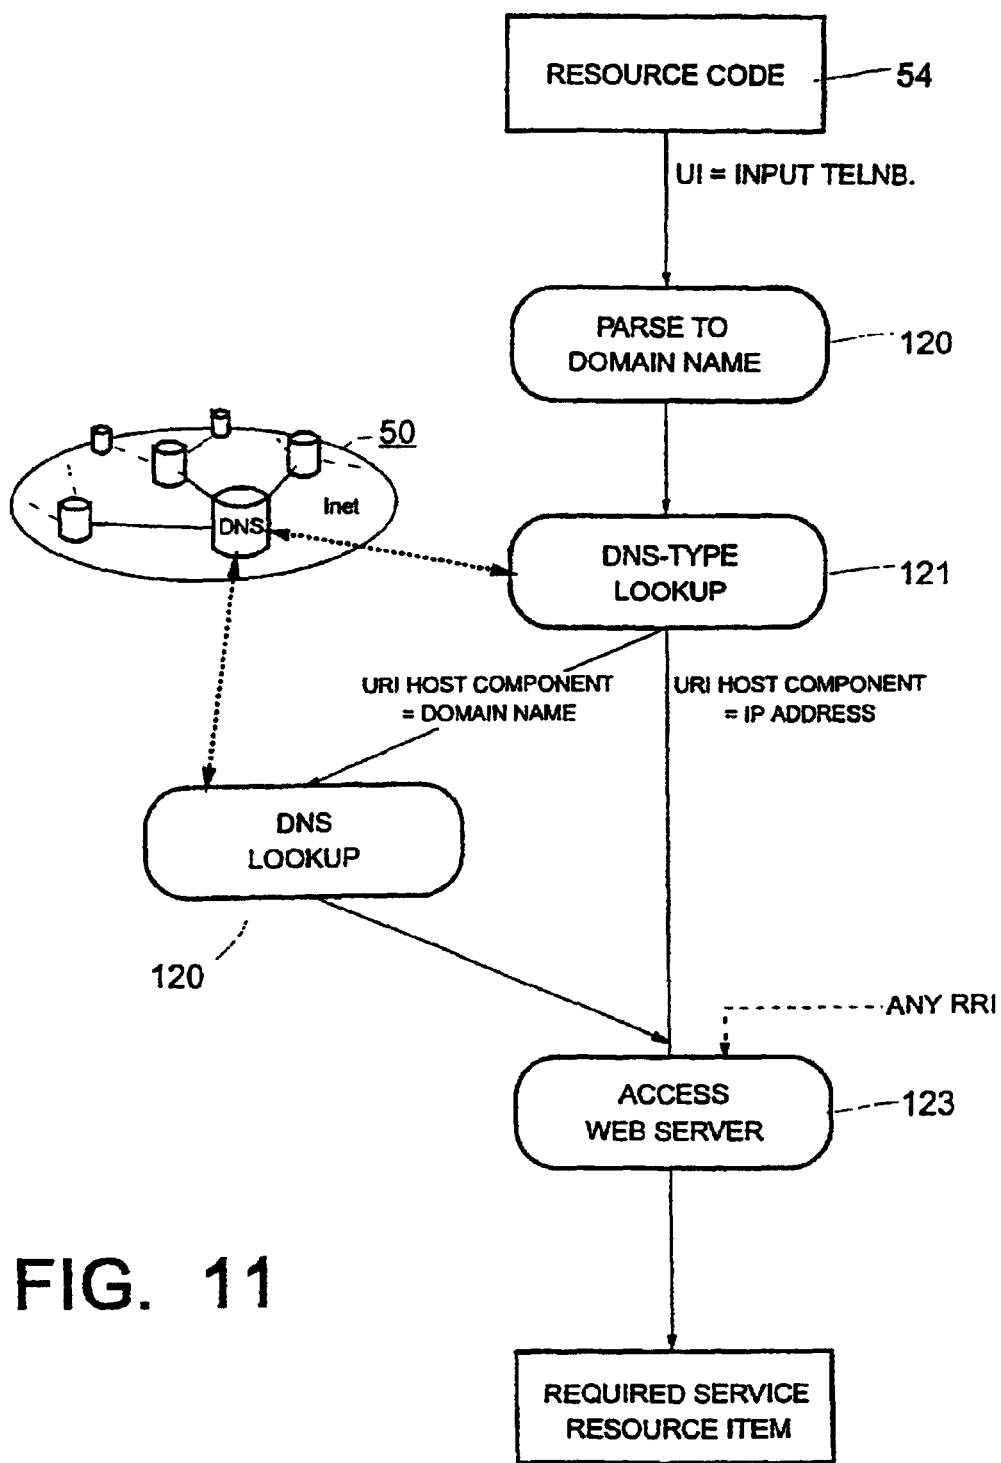 RESOURCE CODE
54
UI = INPUT TELNB.
PARSE TO
DOMAIN NAME
120
50
Inet
DNS
DNS-TYPE
LOOKUP
121
URI HOST COMPONENT
= DOMAIN NAME
URI HOST COMPONENT
= IP ADDRESS
DNS
LOOKUP
120
ANY RRI
ACCESS
WEB SERVER
123
FIG. 11
REQUIRED SERVICE
RESOURCE ITEM